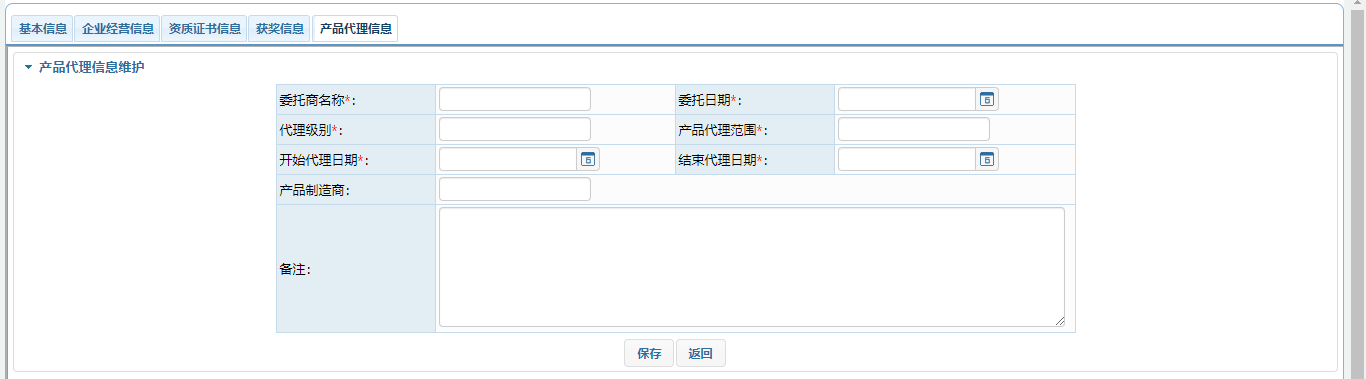 基本信息 企业经营信息 资质证书信息 获奖信息 产品代理信息
产品代理信息维护
委托商名称*: 委托日期*:
代理级别*: 产品代理范围*:
开始代理日期*: 结束代理日期*:
产品制造商:
备注:
保存 返回